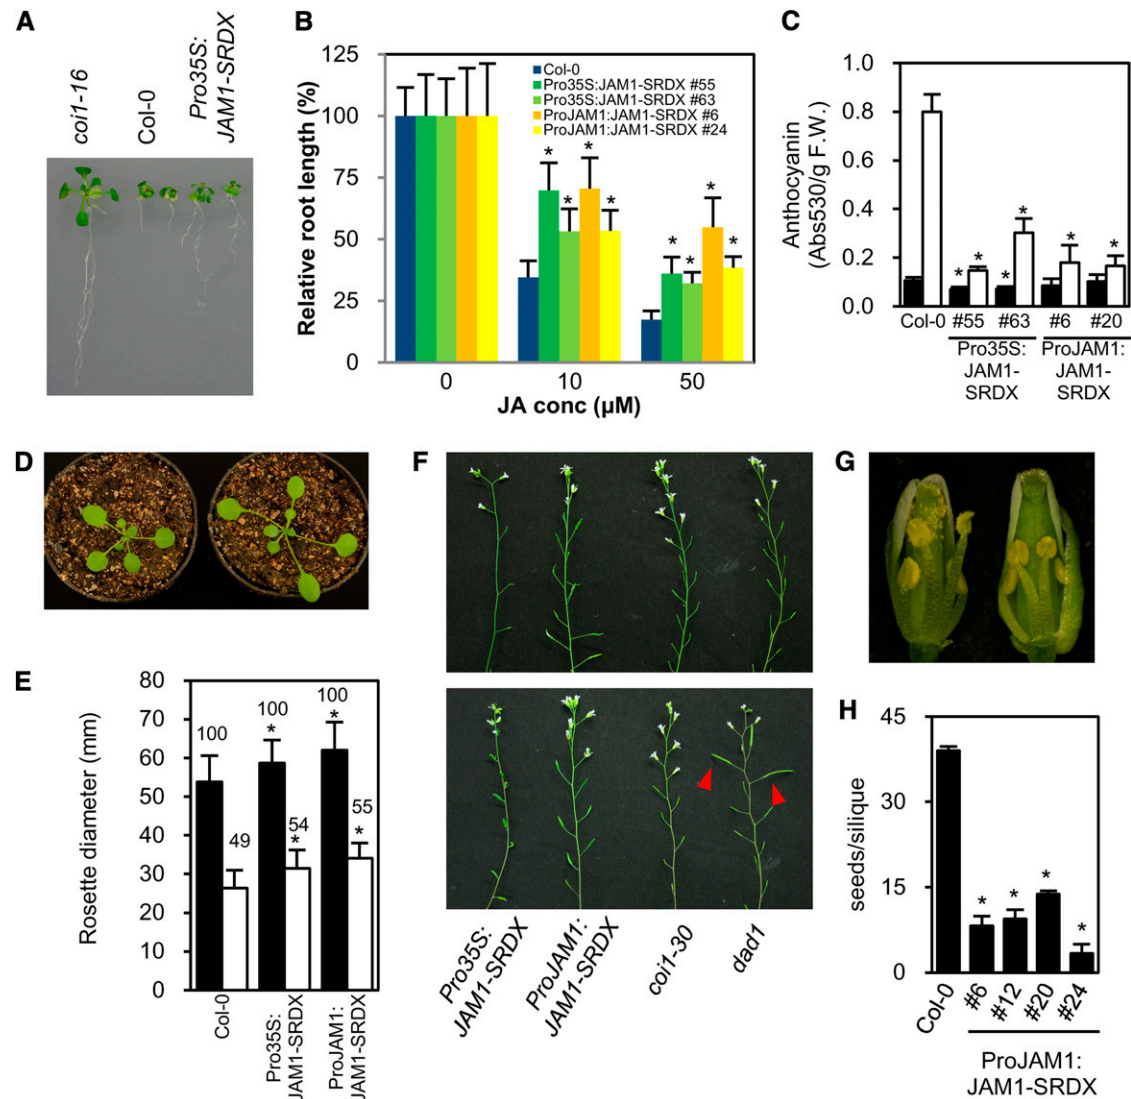 A
coi1-16
Col-0
Pro35S:
JAM1-SRDX
B
Relative root length (%)
125
100
75
50
25
0
Col-0
Pro35S:JAM1-SRDX #55
Pro35S:JAM1-SRDX #63
ProJAM1:JAM1-SRDX #6
ProJAM1:JAM1-SRDX #24
* * * *
* * * *
0 10 50
JA conc (µM)
C
Anthocyanin
(Abs530/g F.W.)
1.0
0.8
0.6
0.4
0.2
0.0
* * * * * *
Col-0 #55 #63 #6 #20
Pro35S: ProJAM1:
JAM1- JAM1-
SRDX SRDX
D
E
Rosette diameter (mm)
80
70
60
50
40
30
20
10
0
100 100 100
* *
49 54 55
* *
Col-0
Pro35S:
JAM1-SRDX
ProJAM1:
JAM1-SRDX
F
Pro35S:
JAM1-SRDX
ProJAM1:
JAM1-SRDX
coi1-30
dad1
G
H
seeds/silique
45
30
15
0
* * * *
Col-0 #6 #12 #20 #24
ProJAM1:
JAM1-SRDX